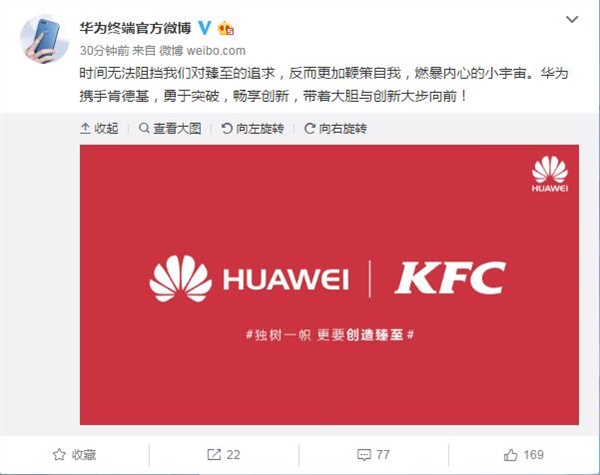 华为终端官方微博
30分钟前 来自 微博 weibo.com
时间无法阻挡我们对臻至的追求，反而更加鞭策自我，燃暴内心的小宇宙。华为
携手肯德基，勇于突破，畅享创新，带着大胆与创新大步向前！
收起 查看大图 向左旋转 向右旋转
HUAWEI
HUAWEI | KFC
#独树一帜 更要创造臻至#
收藏 22 77 169